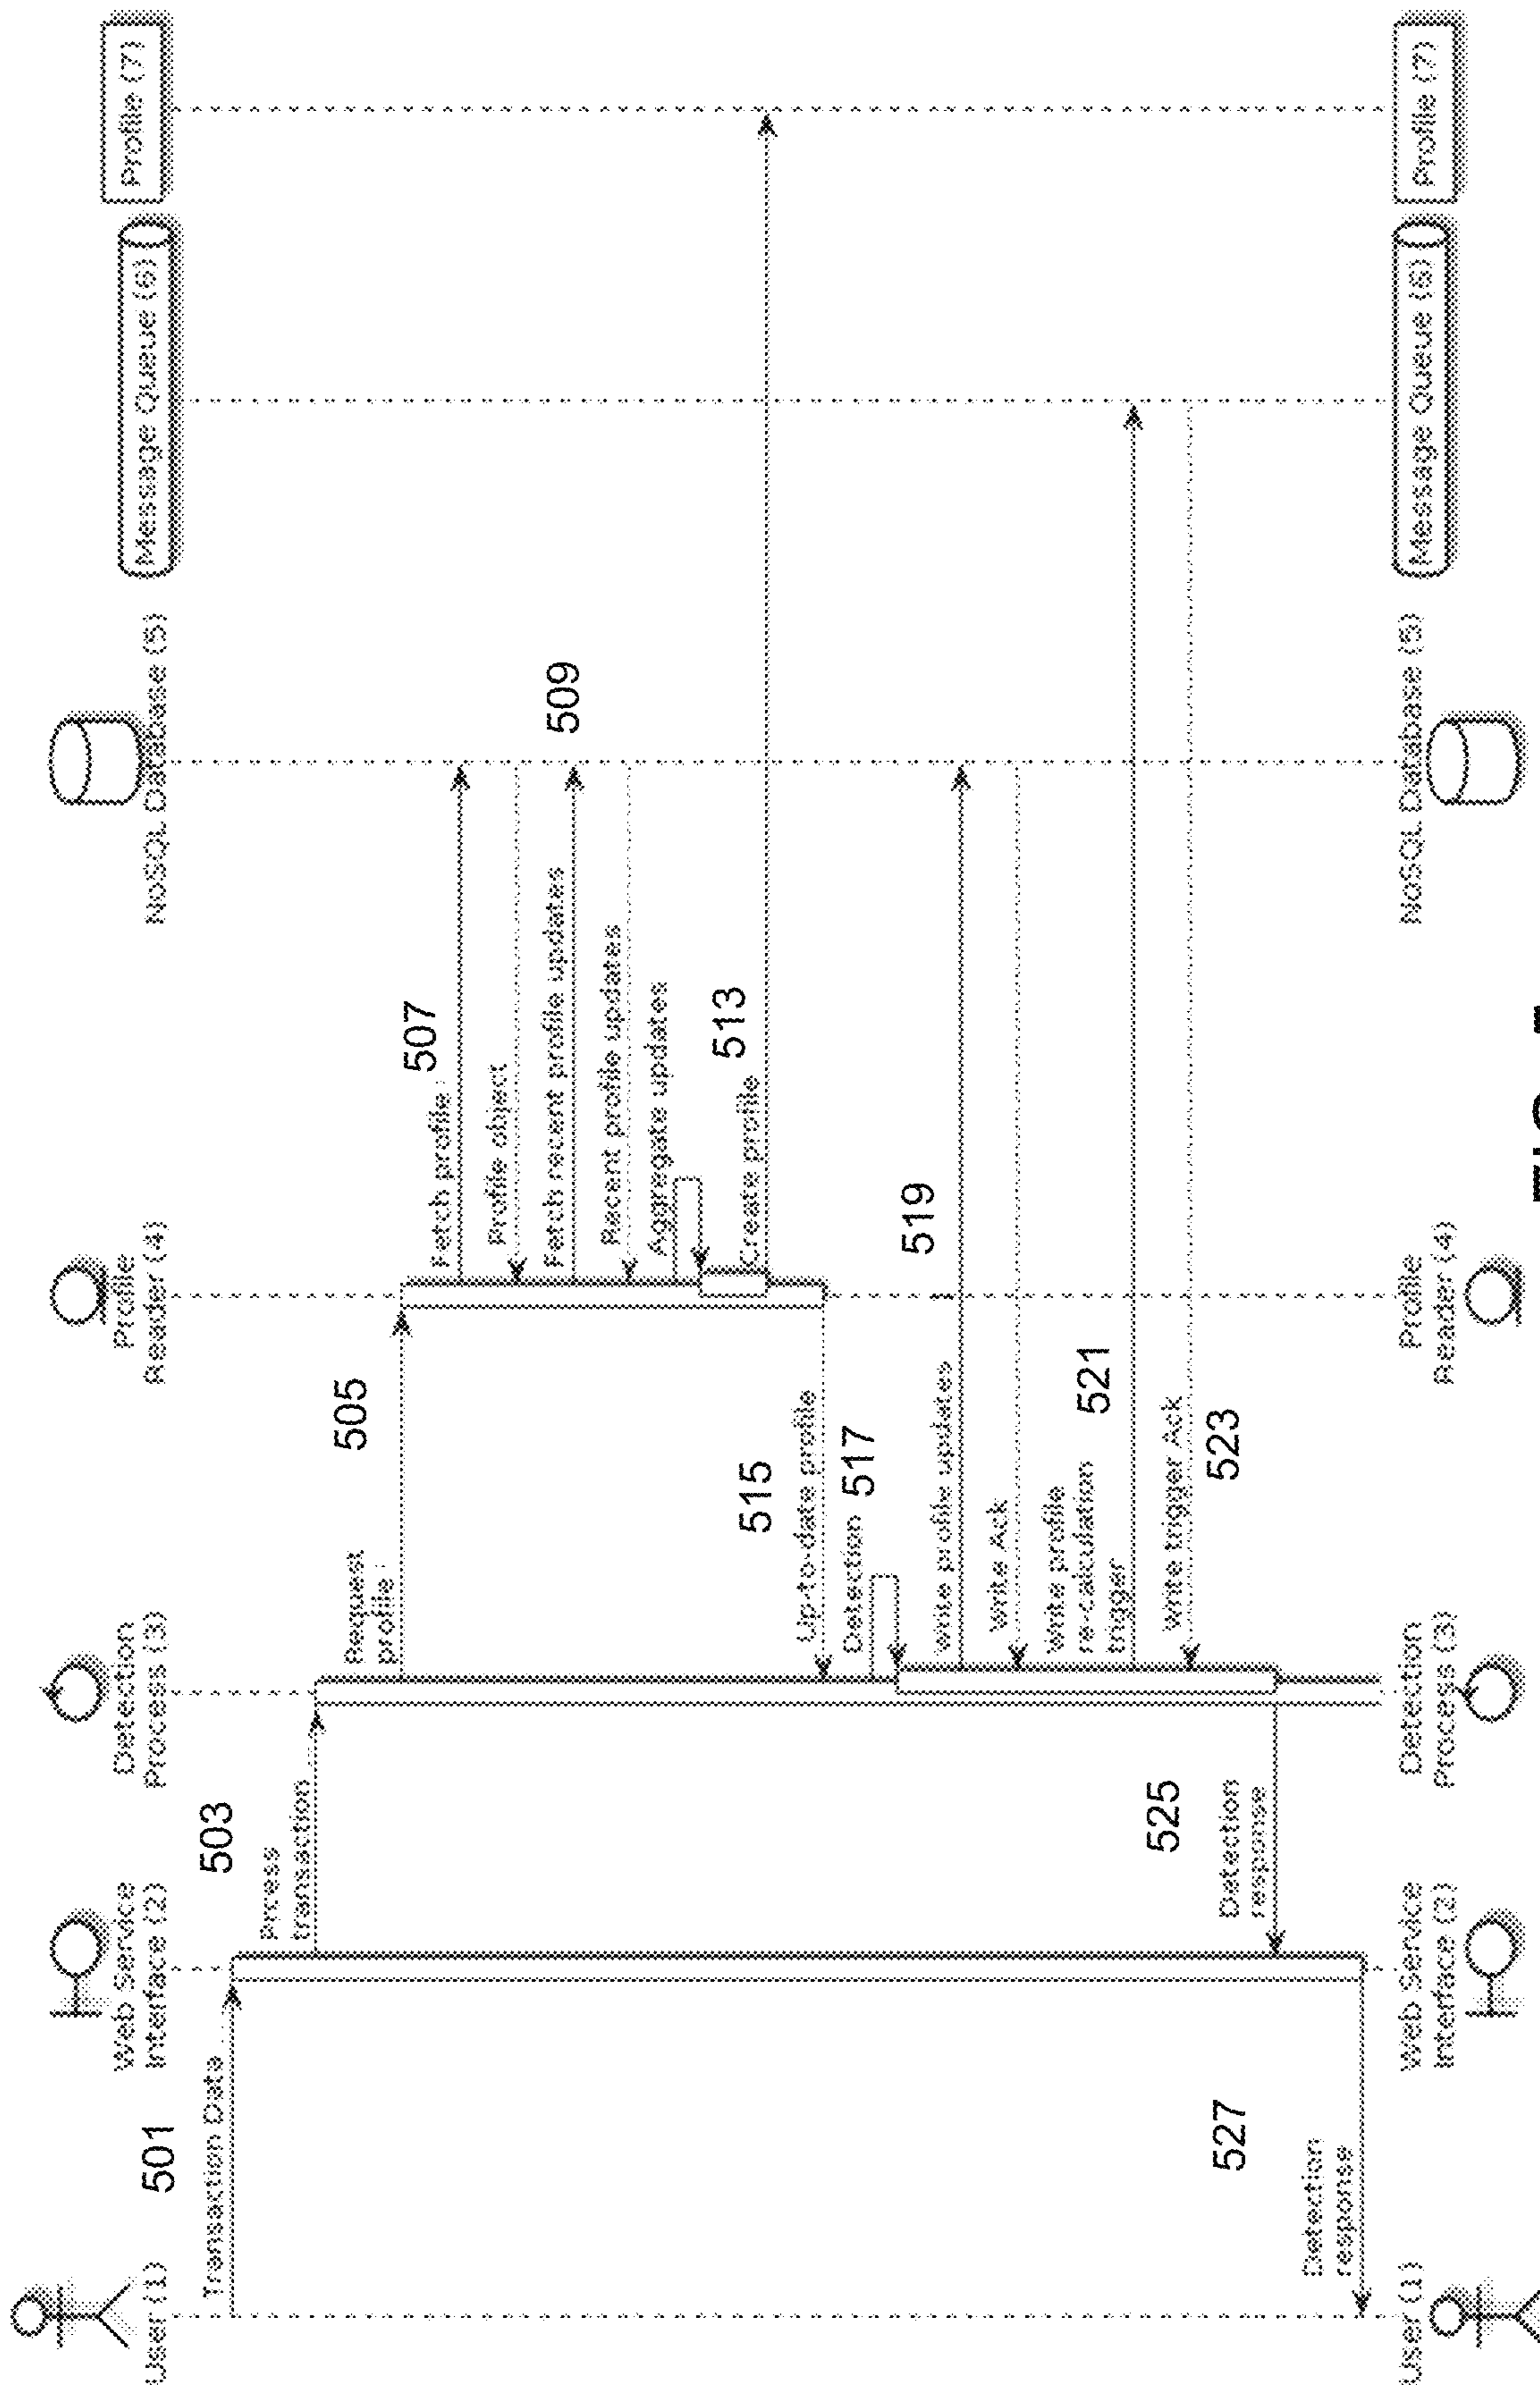 User (1)
Web Service
Interface (2)
Detection
Process (3)
Profile
Reader (4)
NoSQL Database (5)
Message Queue (6)
Profile (7)
501
Transaction Date
503
Prcess
transaction
505
Request
profile
507
Fetch profile
Profile object
509
Fetch recent profile updates
Recent profile updates
Aggregate updates
513
Create profile
515
Up-to-date profile
Detection
517
519
Write profile updates
Write Ack
Write profile
re-calculation
trigger
521
Write trigger Ack
523
525
Detection
response
527
Detection
response
User (1)
Web Service
Interface (2)
Detection
Process (3)
Profile
Reader (4)
NoSQL Database (5)
Message Queue (6)
Profile (7)